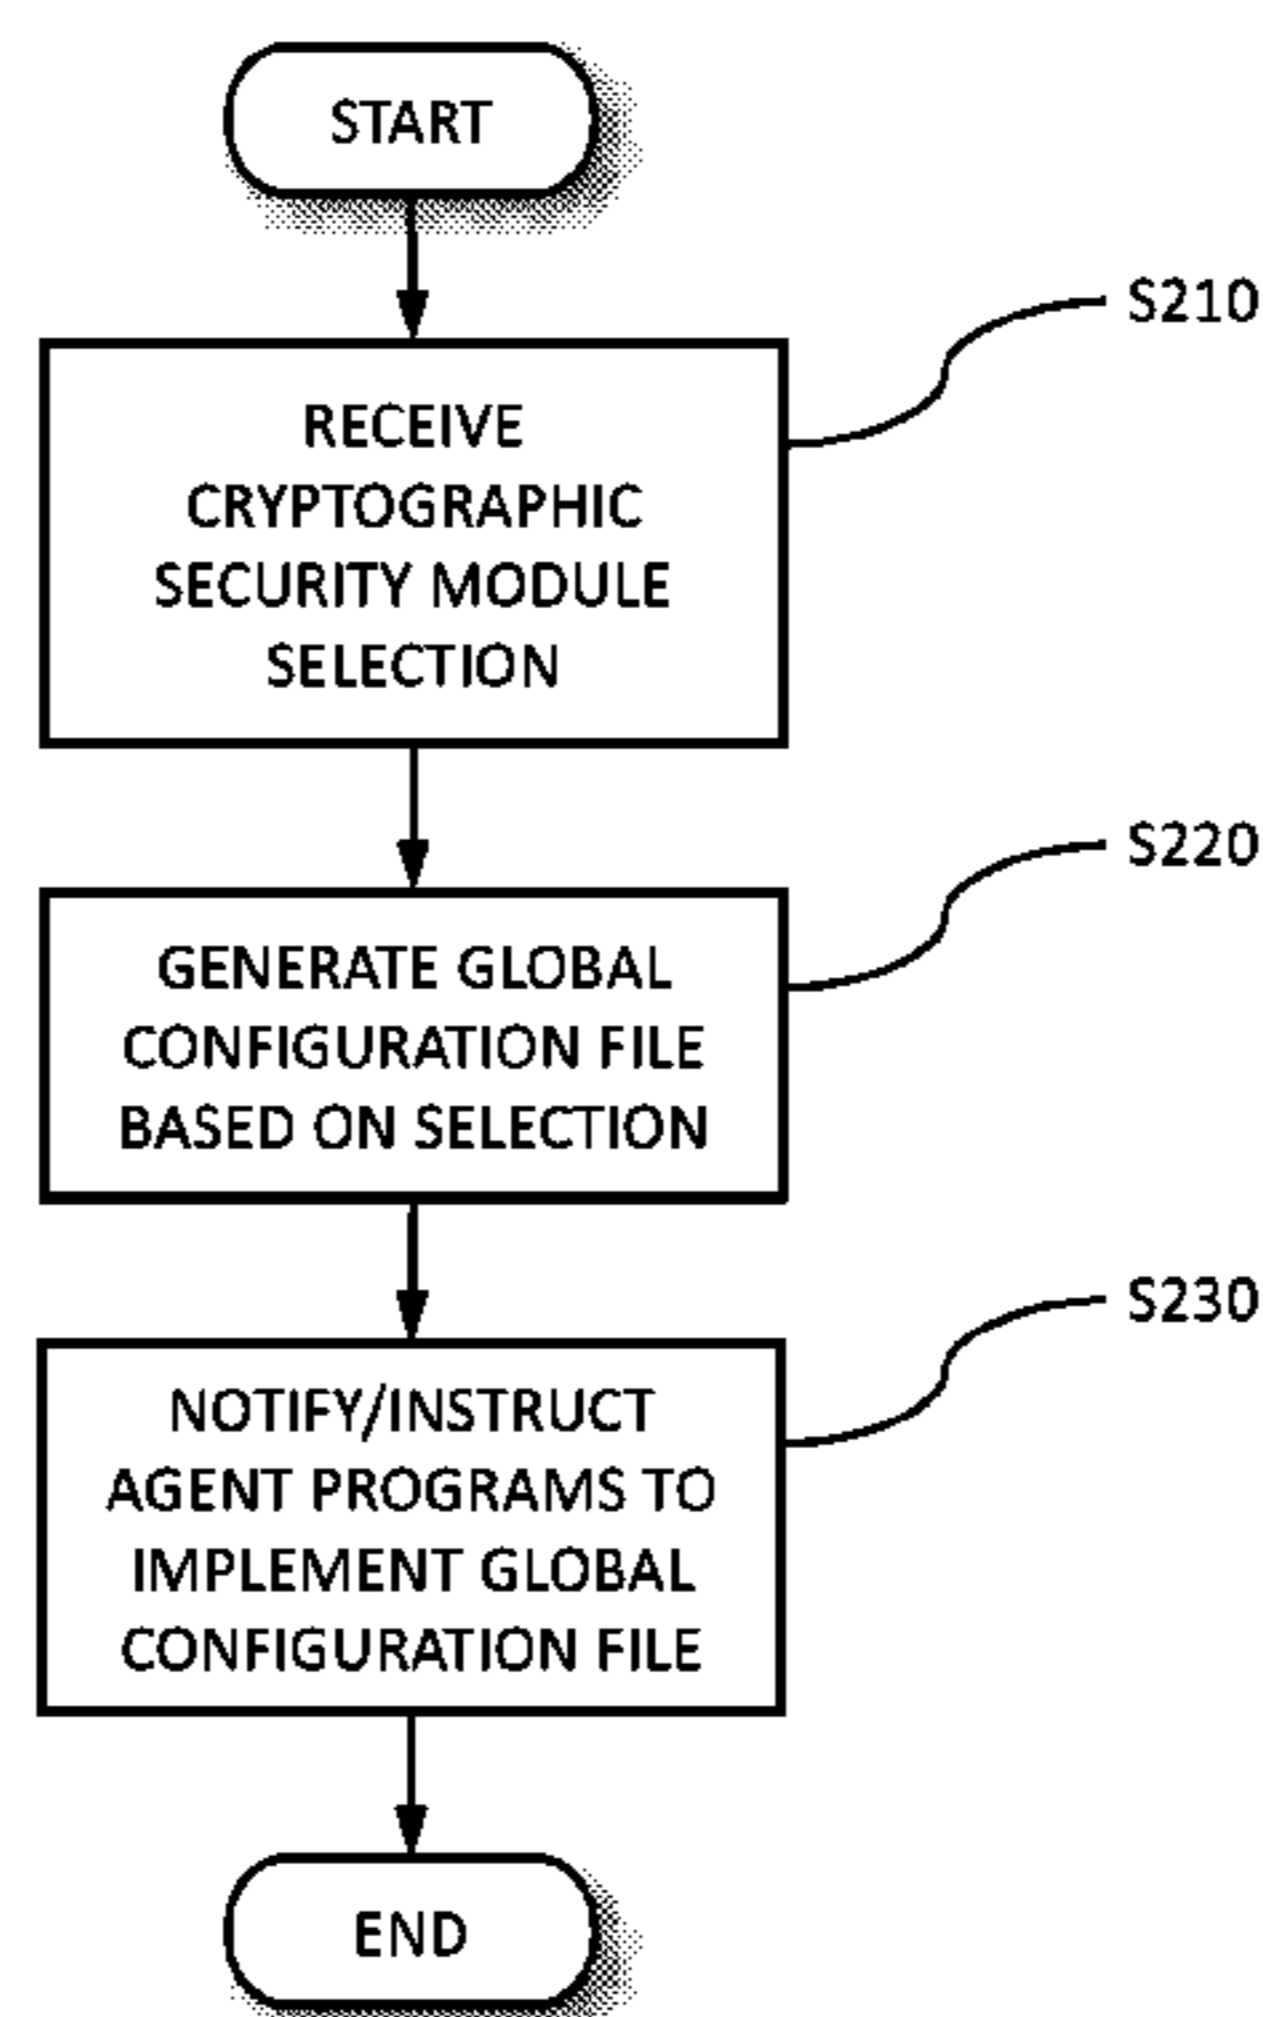 START
S210
RECEIVE
CRYPTOGRAPHIC
SECURITY MODULE
SELECTION
S220
GENERATE GLOBAL
CONFIGURATION FILE
BASED ON SELECTION
S230
NOTIFY/INSTRUCT
AGENT PROGRAMS TO
IMPLEMENT GLOBAL
CONFIGURATION FILE
END